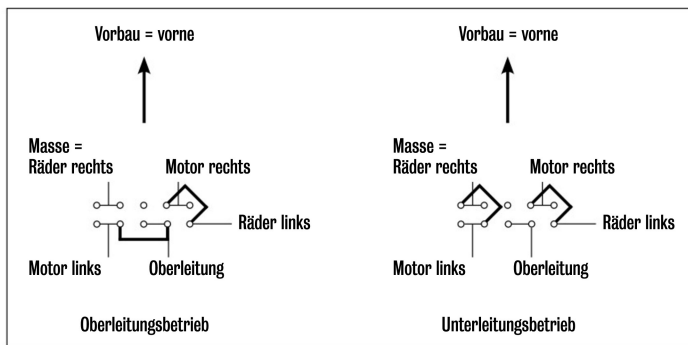 Vorbau = vorne
Masse =
Räder rechts
Motor rechts
Räder links
Motor links
Oberleitung
Oberleitungsbetrieb
Vorbau = vorne
Masse =
Räder rechts
Motor rechts
Räder links
Motor links
Oberleitung
Unterleitungsbetrieb